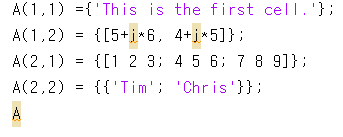 A(1,1) ={'This is the first cell.'};
A(1,2) = {[5+j*6, 4+j*5]};
A(2,1) = {[1 2 3; 4 5 6; 7 8 9]};
A(2,2) = {{'Tim'; 'Chris'}};
A